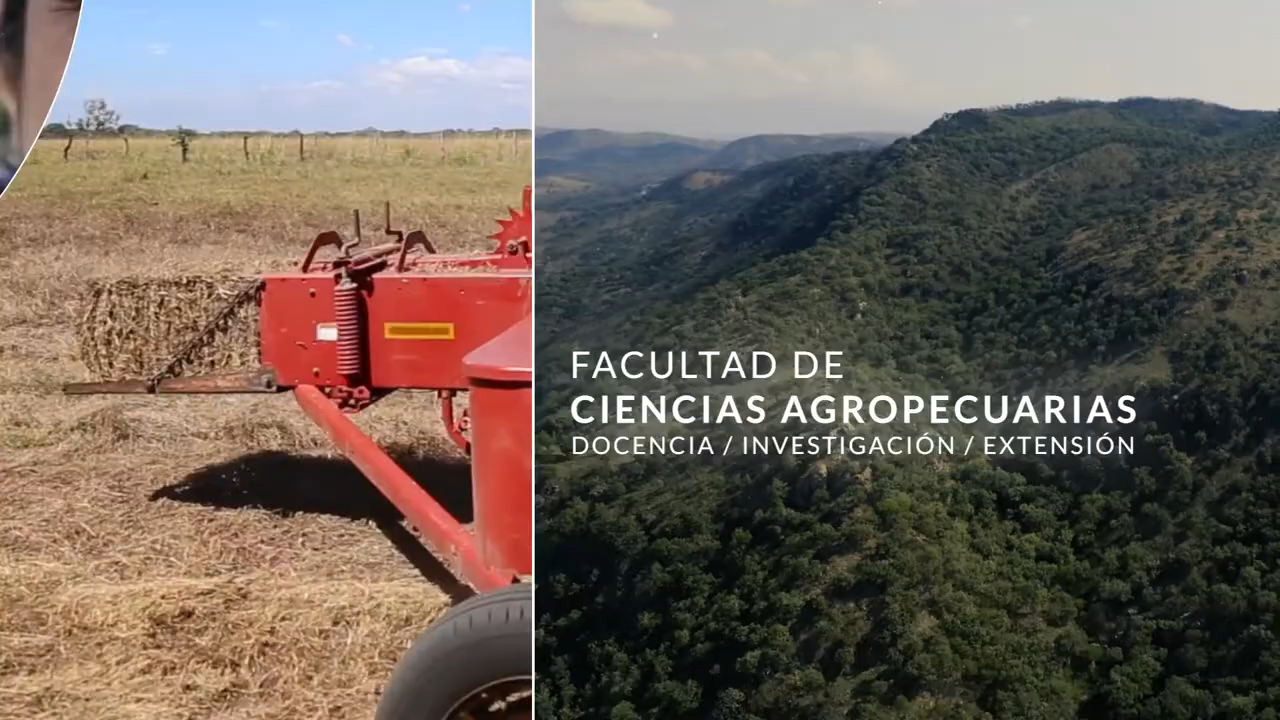 FACULTAD DE
CIENCIAS AGROPECUARIAS
DOCENCIA / INVESTIGACIÓN / EXTENSIÓN